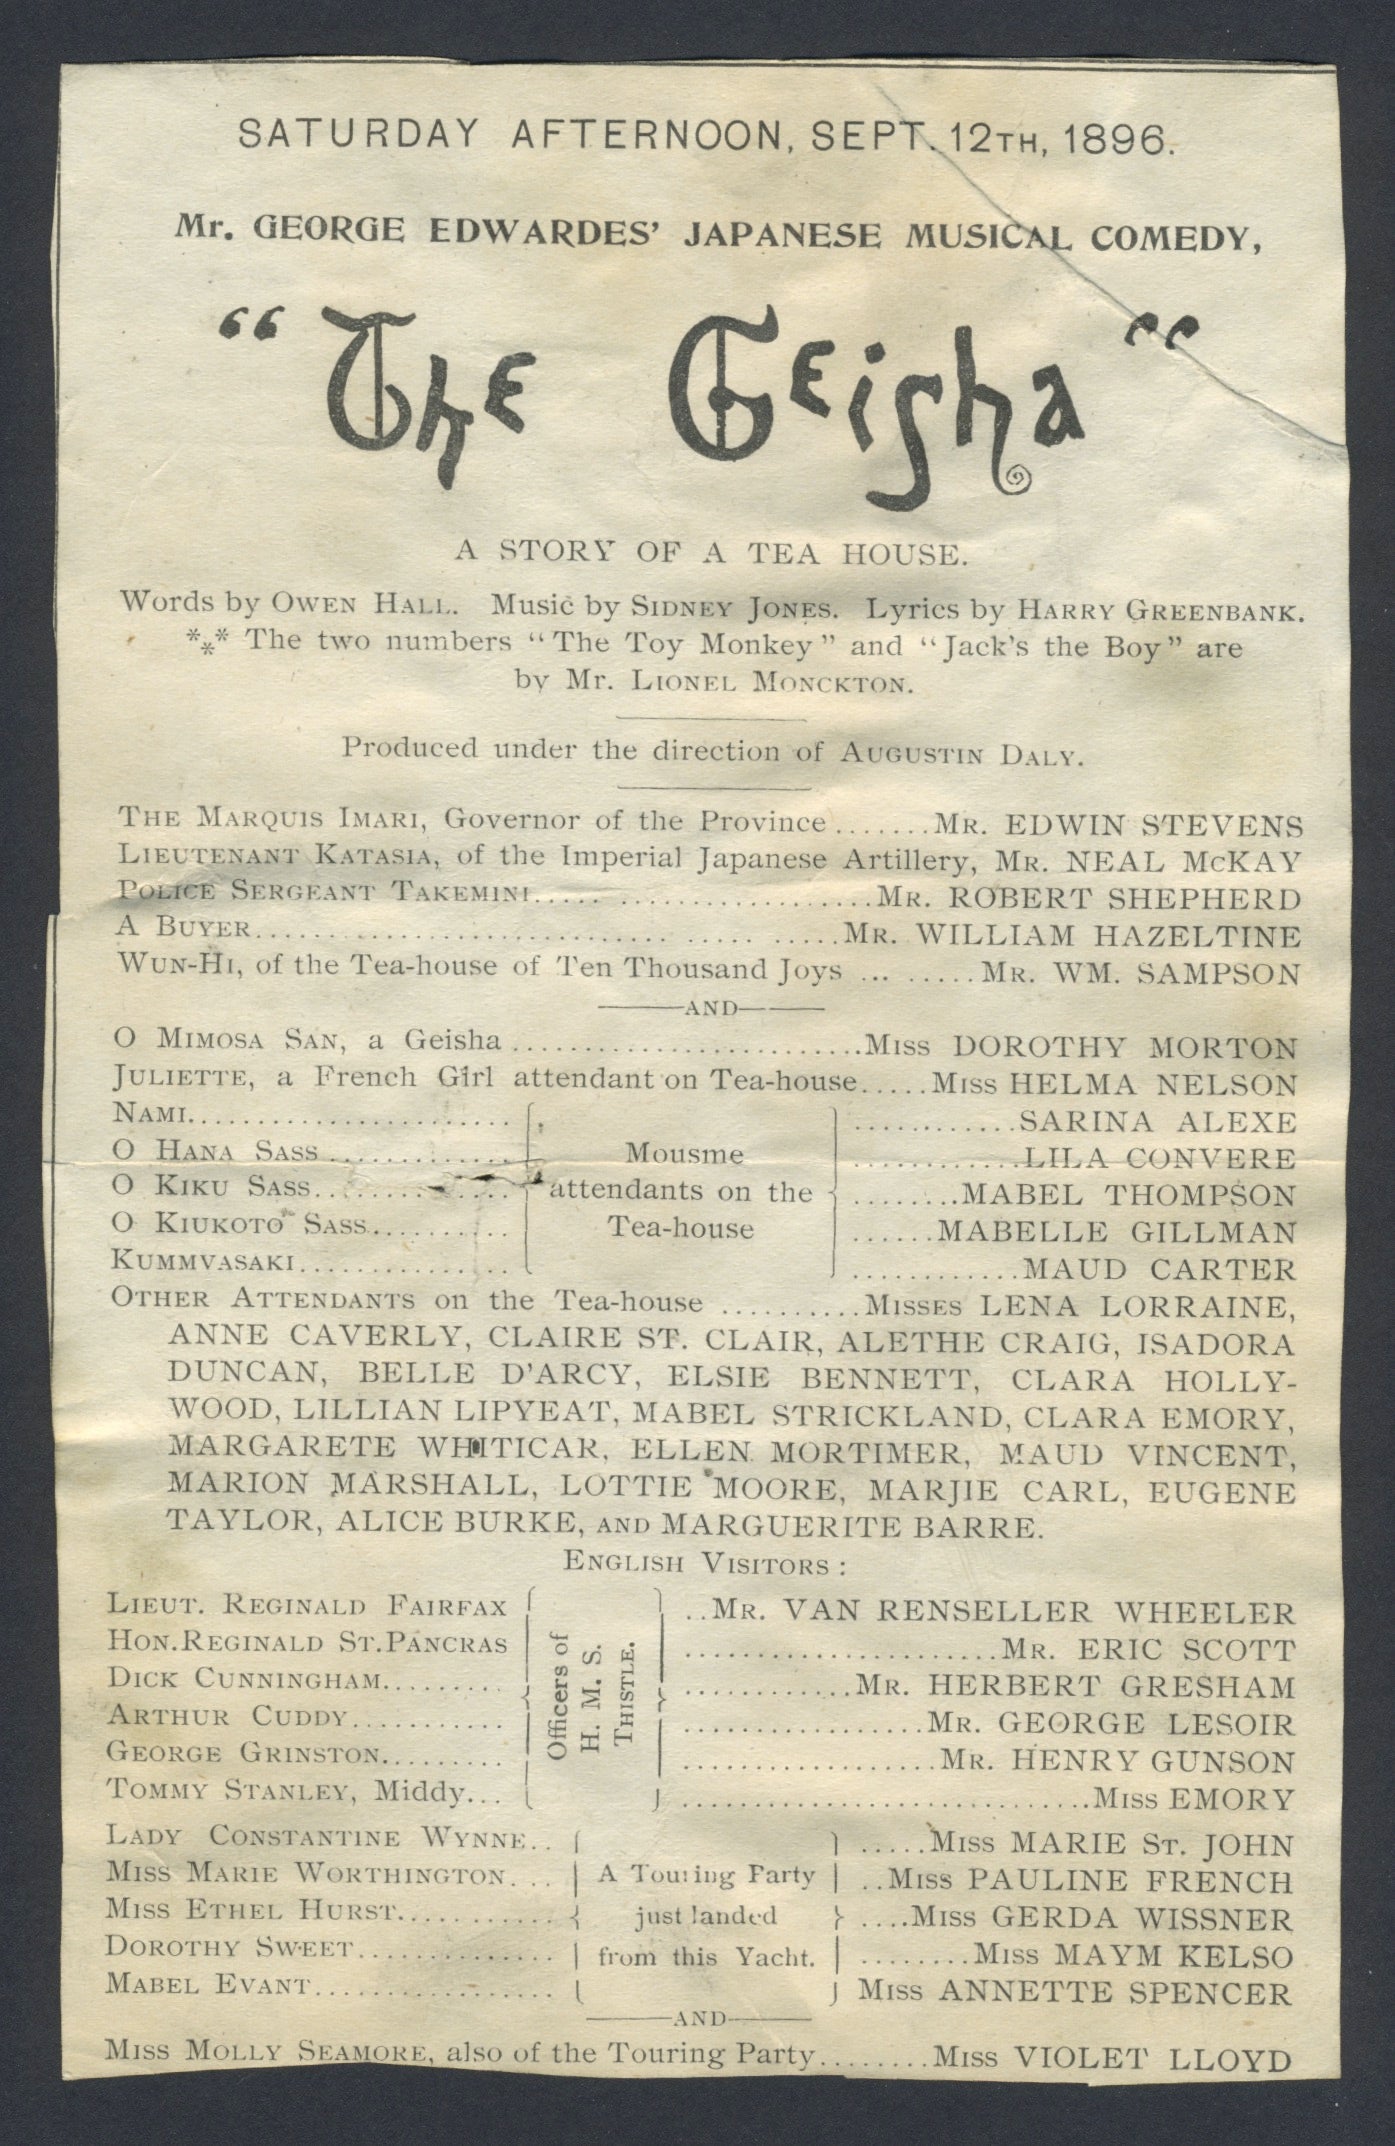 SATURDAY AFTERNOON, SEPT. 12TH, 1896.
Mr. GEORGE EDWARDES' JAPANESE MUSICAL COMEDY,
“The Geisha”
A STORY OF A TEA HOUSE.
Words by OWEN HALL. Music by SIDNEY JONES. Lyrics by HARRY GREENBANK.
*** The two numbers “The Toy Monkey” and “Jack's the Boy” are
by Mr. LIONEL MONCKTON.
Produced under the direction of AUGUSTIN DALY.
THE MARQUIS IMARI, Governor of the Province.......MR. EDWIN STEVENS
LIEUTENANT KATASIA, of the Imperial Japanese Artillery, MR. NEAL McKAY
POLICE SERGEANT TAKEMINI..... ..................MR. ROBERT SHEPHERD
A BUYER............................. ..... .....MR. WILLIAM HAZELTINE
WUN-HI, of the Tea-house of Ten Thousand Joys ... ......MR. WM. SAMPSON
AND
O MIMOSA SAN, a Geisha.........................MISS DOROTHY MORTON
JULIETTE, a French Girl attendant on Tea-house.....MISS HELMA NELSON
NAMI.......................
O HANA SASS.............
O KIKU SASS..............
O KIUKOTO SASS..........
KUMMVASAKI...............
Mousme
attendants on the
Tea-house
............SARINA ALEXE
............LILA CONVERE
........MABEL THOMPSON
......MABELLE GILLMAN
............MAUD CARTER
OTHER ATTENDANTS on the Tea-house ..........MISSES LENA LORRAINE,
ANNE CAVERLY, CLAIRE ST. CLAIR, ALETHE CRAIG, ISADORA
DUNCAN, BELLE D'ARCY, ELSIE BENNETT, CLARA HOLLY-
WOOD, LILLIAN LIPYEAT, MABEL STRICKLAND, CLARA EMORY,
MARGARETE WHITICAR, ELLEN MORTIMER, MAUD VINCENT,
MARION MARSHALL, LOTTIE MOORE, MARJIE CARL, EUGENE
TAYLOR, ALICE BURKE, AND MARGUERITE BARRE.
ENGLISH VISITORS :
LIEUT. REGINALD FAIRFAX
HON. REGINALD ST. PANCRAS
DICK CUNNINGHAM.........
ARTHUR CUDDY...........
GEORGE GRINSTON.........
TOMMY STANLEY, Middy...
Officers of
H. M. S.
THISTLE.
..MR. VAN RENSELLER WHEELER
......................MR. ERIC SCOTT
............MR. HERBERT GRESHAM
.................MR. GEORGE LESOIR
..................MR. HENRY GUNSON
............................MISS EMORY
LADY CONSTANTINE WYNNE..
MISS MARIE WORTHINGTON...
MISS ETHEL HURST...........
DOROTHY SWEET..............
MABEL EVANT.................
A Touring Party
just landed
from this Yacht.
.....MISS MARIE ST. JOHN
..MISS PAULINE FRENCH
....MISS GERDA WISSNER
........MISS MAYM KELSO
MISS ANNETTE SPENCER
AND
MISS MOLLY SEAMORE, also of the Touring Party........MISS VIOLET LLOYD